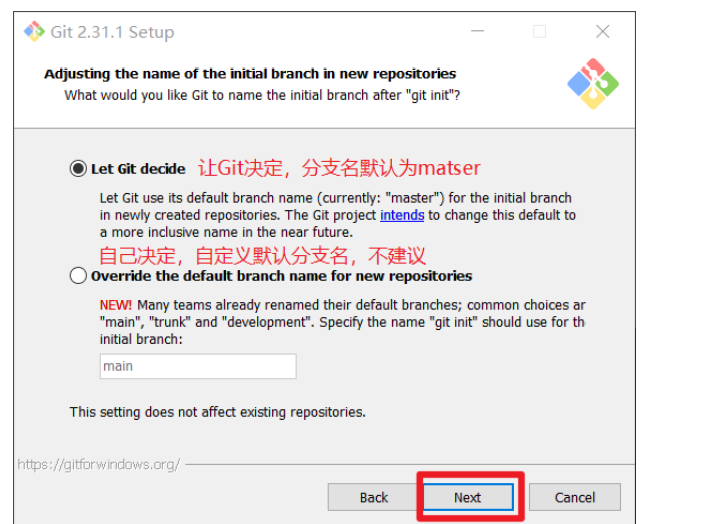 Git 2.31.1 Setup
Adjusting the name of the initial branch in new repositories
What would you like Git to name the initial branch after "git init"?
Let Git decide 让Git决定，分支名默认为matser
Let Git use its default branch name (currently: "master") for the initial branch
in newly created repositories. The Git project intends to change this default to
a more inclusive name in the near future.
自己决定，自定义默认分支名，不建议
Override the default branch name for new repositories
NEW! Many teams already renamed their default branches; common choices ar
"main", "trunk" and "development". Specify the name "git init" should use for th
initial branch:
main
This setting does not affect existing repositories.
https://gitforwindows.org/
Back Next Cancel